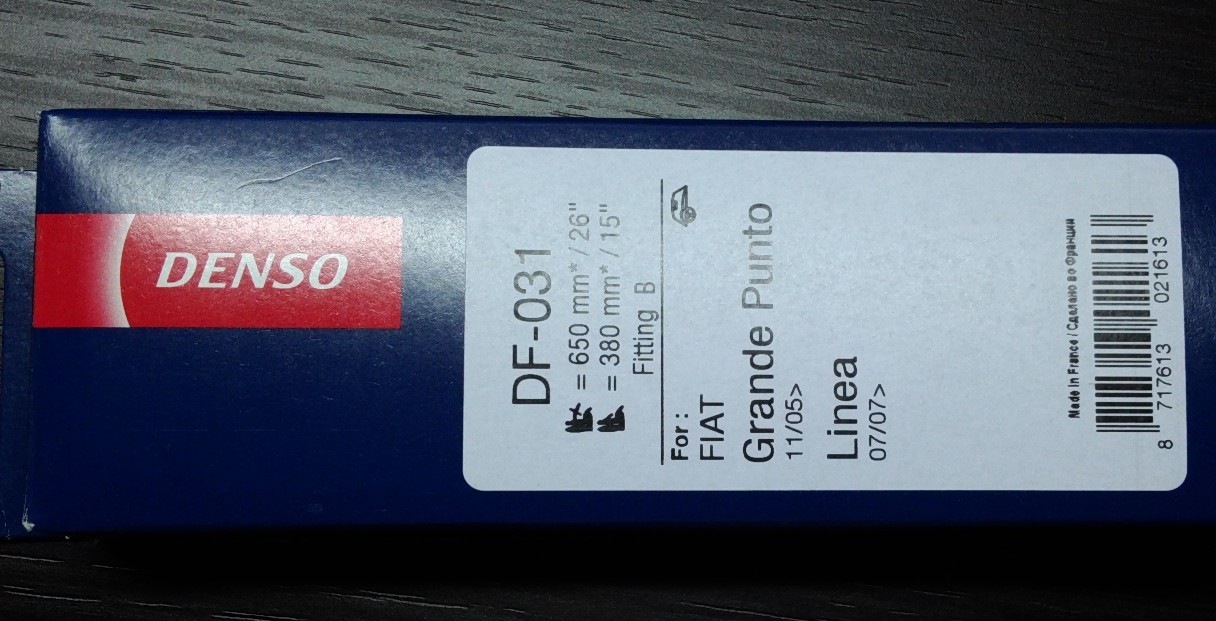 DENSO
DF-031
= 650 mm* / 26"
= 380 mm* / 15"
Fitting B
For :
FIAT
Grande Punto
11/05>
Linea
07/07>
Made in France / Сделано во Франции
8 717613 021613